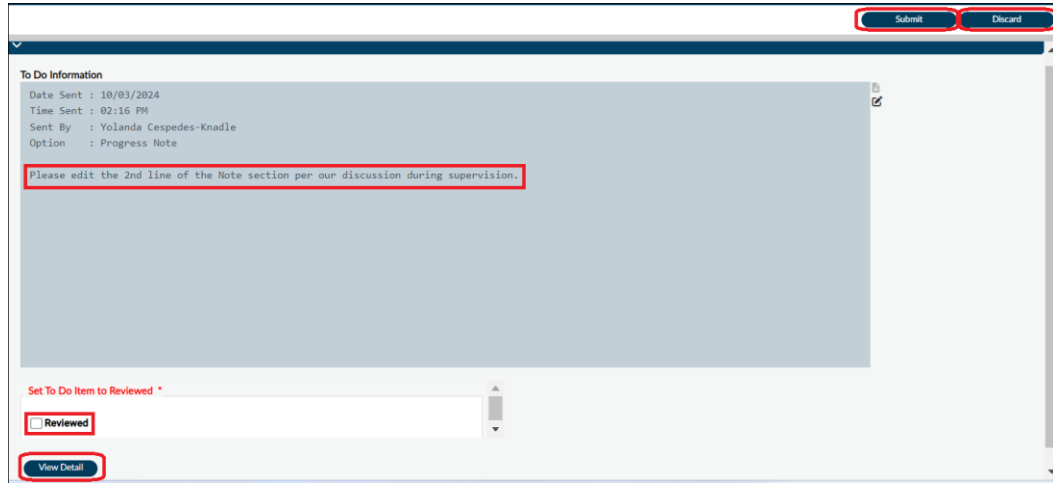 Submit Discard
To Do Information
Date Sent : 10/03/2024
Time Sent : 02:16 PM
Sent By : Yolanda Cespedes-Knadle
Option : Progress Note
Please edit the 2nd line of the Note section per our discussion during supervision.
Set To Do Item to Reviewed *
Reviewed
View Detail